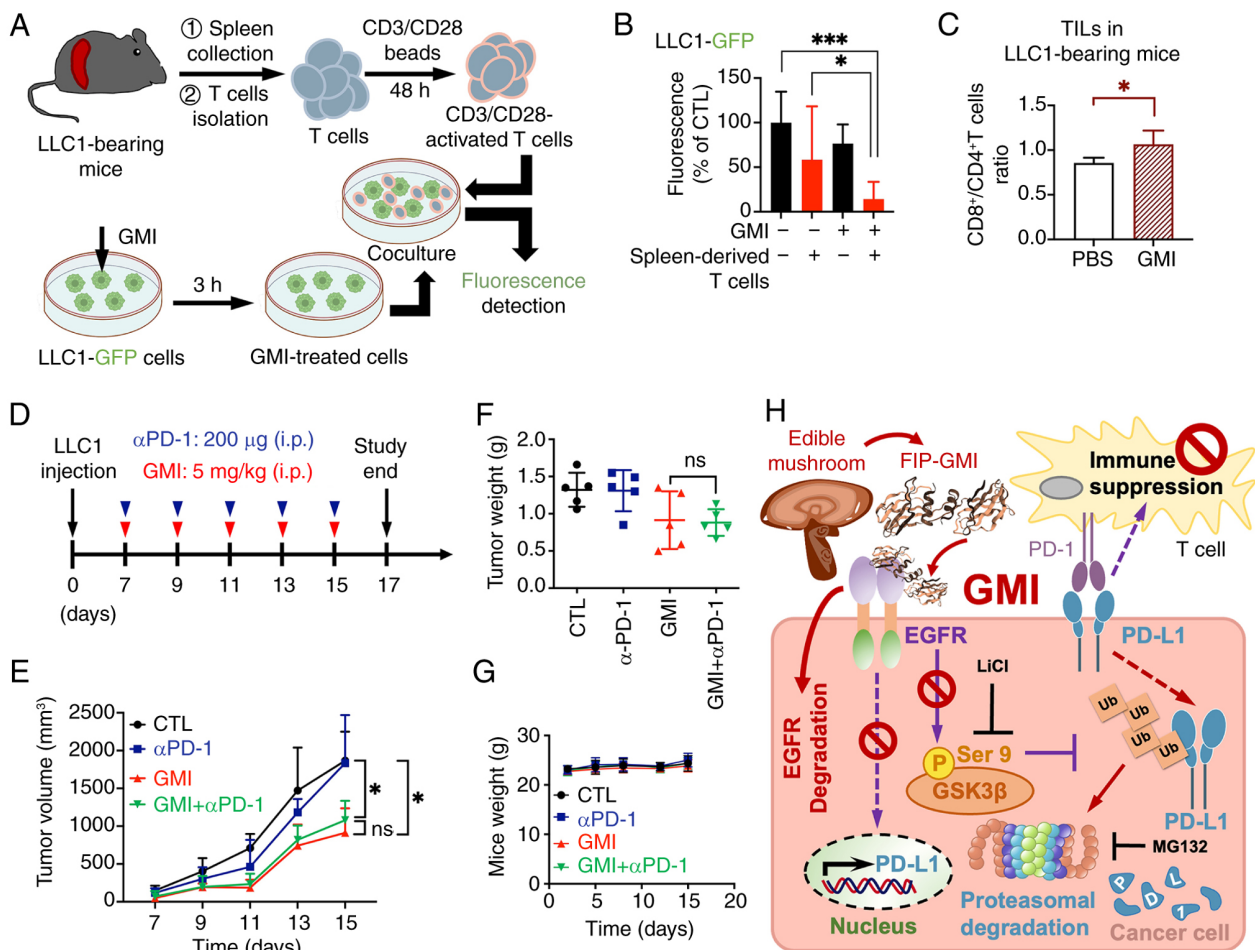 A
① Spleen
collection
② T cells
isolation
LLC1-bearing
mice
T cells
CD3/CD28
beads
48 h
CD3/CD28-
activated T cells
GMI
Coculture
3 h
Fluorescence
detection
LLC1-GFP cells
GMI-treated cells
B
LLC1-GFP
***
*
Fluorescence
(% of CTL)
150
100
50
0
GMI − − + +
Spleen-derived
T cells
− + − +
C
TILs in
LLC1-bearing mice
*
CD8⁺/CD4⁺T cells
ratio
1.5
1.0
0.5
0.0
PBS GMI
D
LLC1
injection
αPD-1: 200 μg (i.p.)
GMI: 5 mg/kg (i.p.)
Study
end
0 7 9 11 13 15 17
(days)
E
Tumor volume (mm³)
2500
2000
1500
1000
500
0
CTL
αPD-1
GMI
GMI+αPD-1
*
*
ns
7 9 11 13 15
Time (days)
F
Tumor weight (g)
2.0
1.5
1.0
0.5
0.0
ns
CTL
α-PD-1
GMI
GMI+αPD-1
G
Mice weight (g)
30
20
10
0
CTL
αPD-1
GMI
GMI+αPD-1
0 5 10 15 20
Time (days)
H
Edible
mushroom
FIP-GMI
Immune
suppression
T cell
PD-1
GMI
EGFR
PD-L1
EGFR
Degradation
LiCl
P
Ser 9
GSK3β
Ub
Ub
Ub
Ub
PD-L1
PD-L1
Nucleus
MG132
Proteasomal
degradation
P
D
L
1
Cancer cell